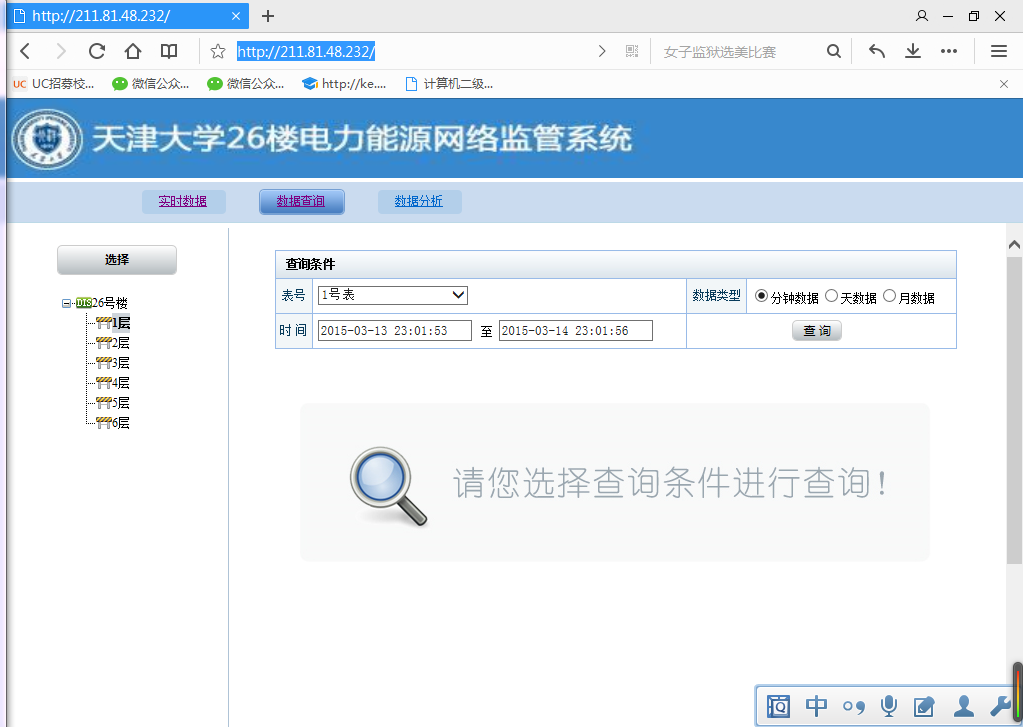 http://211.81.48.232/
http://211.81.48.232/
女子监狱选美比赛
UC UC招募校... 微信公众... 微信公众... http://ke.... 计算机二级...
天津大学26楼电力能源网络监管系统
实时数据 数据查询 数据分析
选择
26号楼
1层
2层
3层
4层
5层
6层
查询条件
表号 1号表 数据类型 分钟数据 天数据 月数据
时间 2015-03-13 23:01:53 至 2015-03-14 23:01:56 查询
请您选择查询条件进行查询!
中